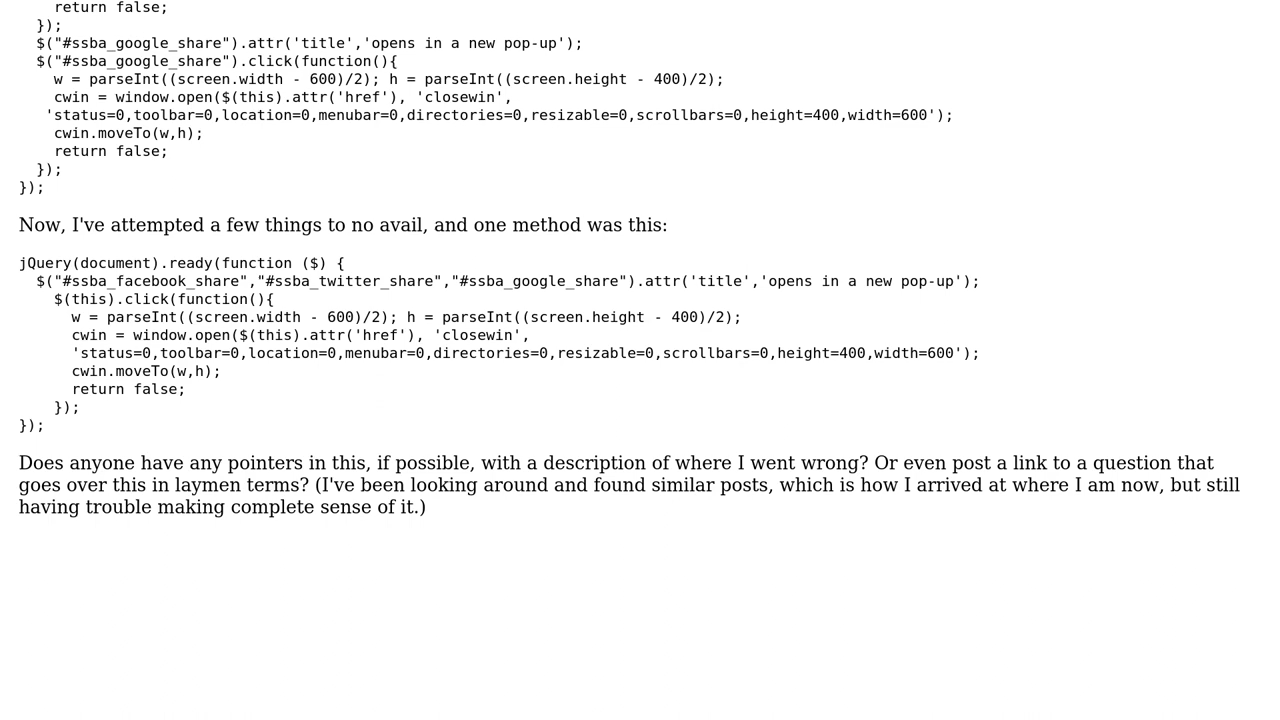 return false;
  });
  $("#ssba_google_share").attr('title','opens in a new pop-up');
  $("#ssba_google_share").click(function(){
    w = parseInt((screen.width - 600)/2); h = parseInt((screen.height - 400)/2);
    cwin = window.open($(this).attr('href'), 'closewin',
   'status=0,toolbar=0,location=0,menubar=0,directories=0,resizable=0,scrollbars=0,height=400,width=600');
    cwin.moveTo(w,h);
    return false;
  });
});
Now, I've attempted a few things to no avail, and one method was this:
jQuery(document).ready(function ($) {
  $("#ssba_facebook_share","#ssba_twitter_share","#ssba_google_share").attr('title','opens in a new pop-up');
    $(this).click(function(){
      w = parseInt((screen.width - 600)/2); h = parseInt((screen.height - 400)/2);
      cwin = window.open($(this).attr('href'), 'closewin',
      'status=0,toolbar=0,location=0,menubar=0,directories=0,resizable=0,scrollbars=0,height=400,width=600');
      cwin.moveTo(w,h);
      return false;
    });
});
Does anyone have any pointers in this, if possible, with a description of where I went wrong? Or even post a link to a question that
goes over this in laymen terms? (I've been looking around and found similar posts, which is how I arrived at where I am now, but still
having trouble making complete sense of it.)